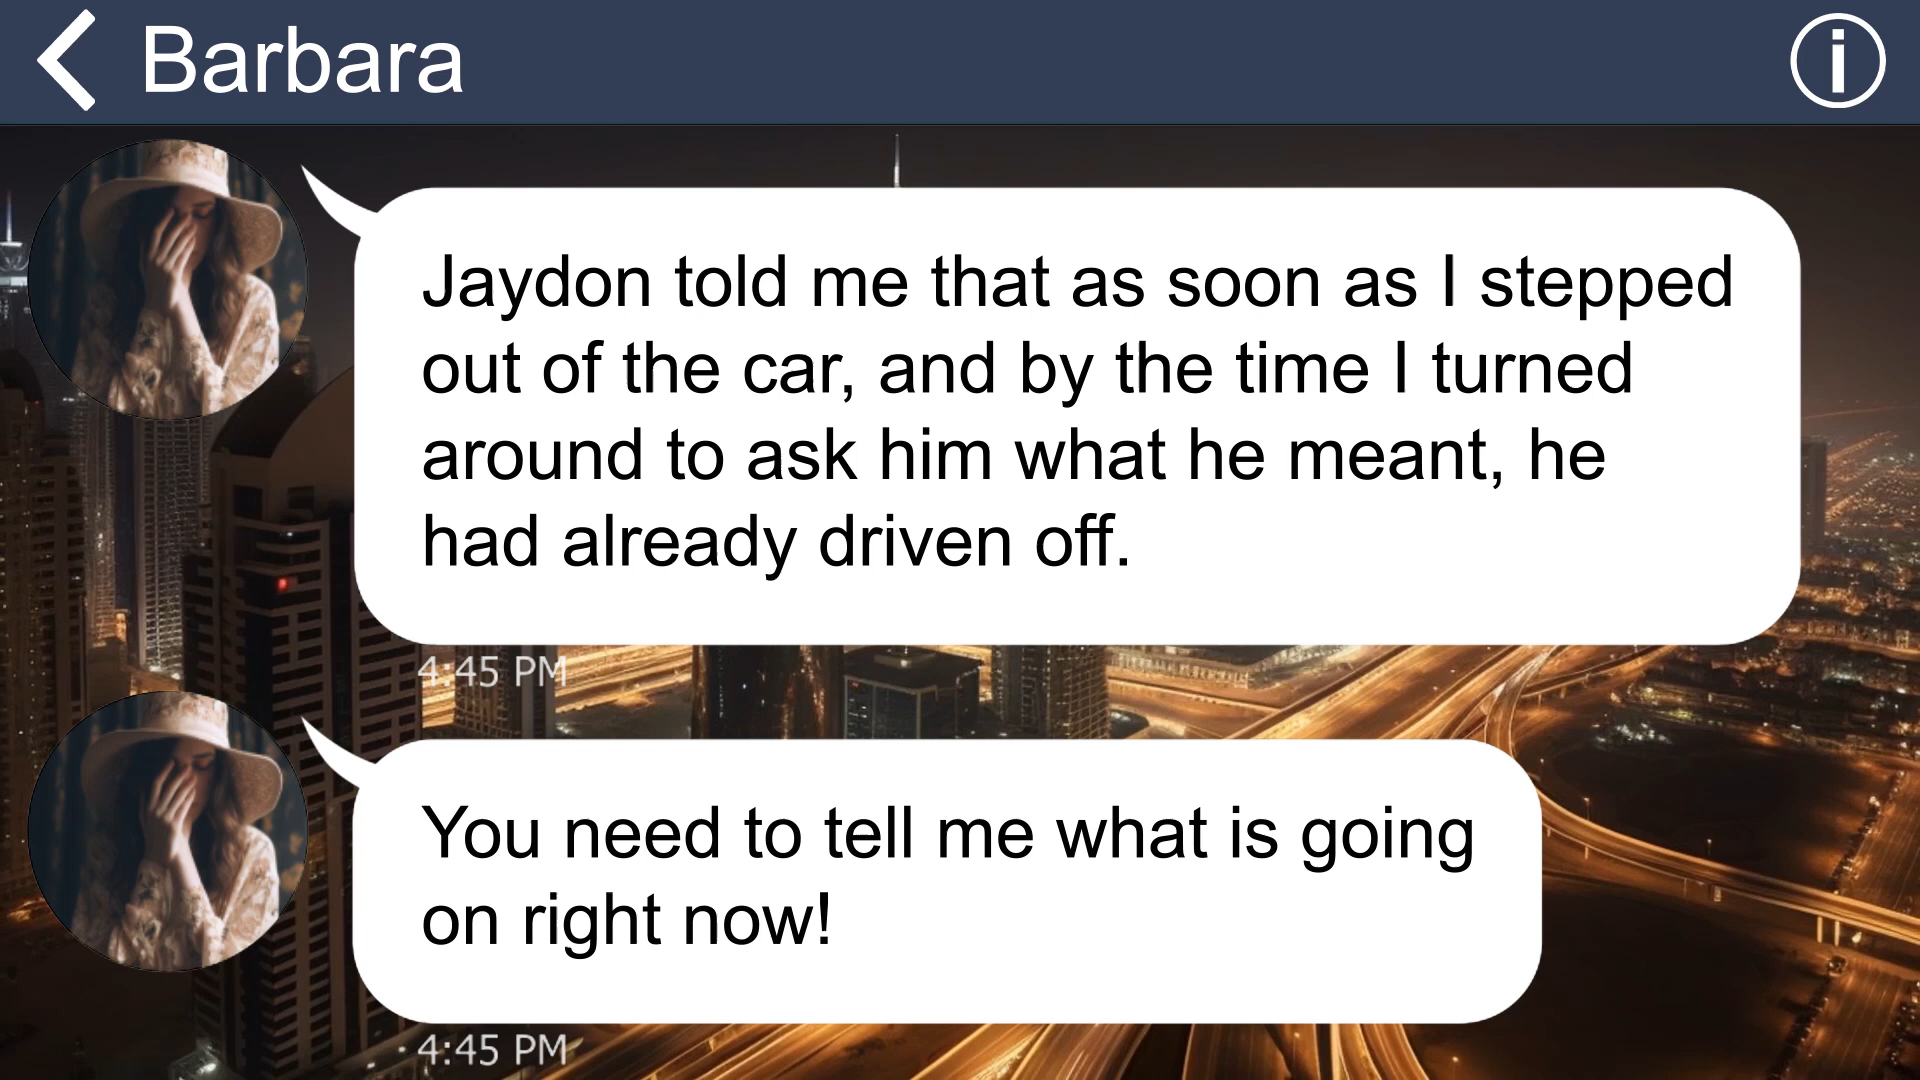 Barbara
Jaydon told me that as soon as I stepped
out of the car, and by the time I turned
around to ask him what he meant, he
had already driven off.
4:45 PM
You need to tell me what is going
on right now!
4:45 PM